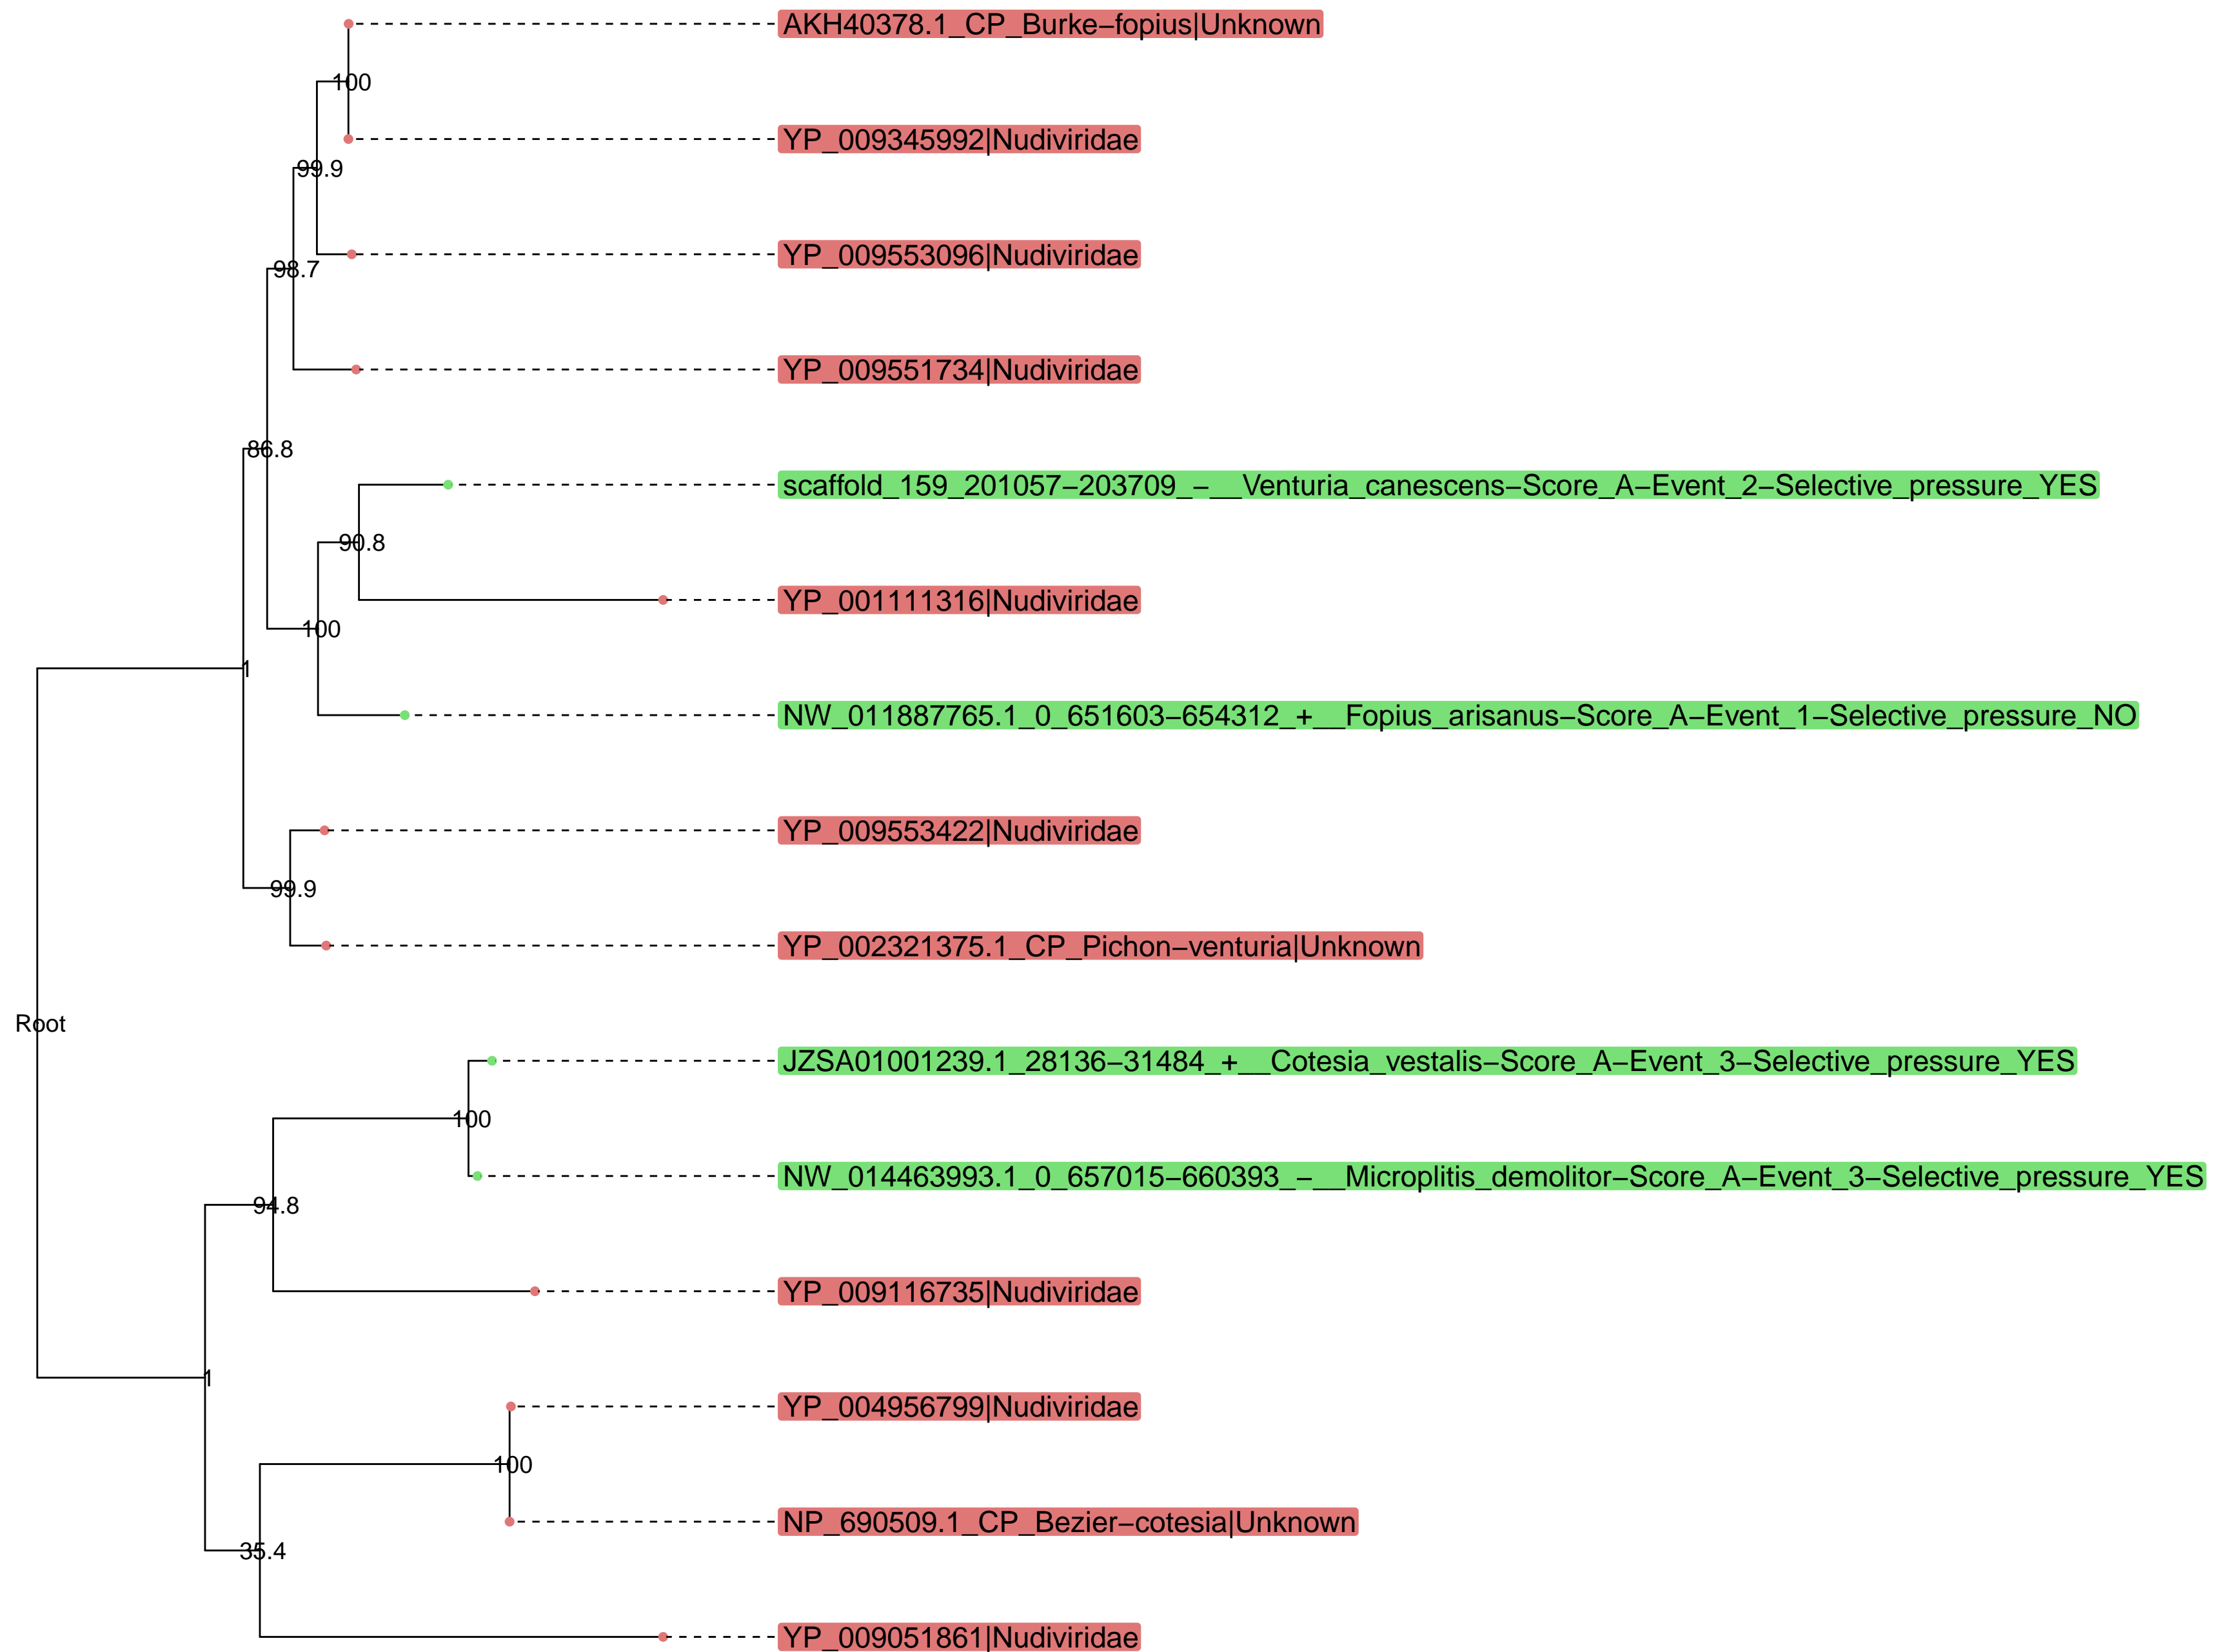 AKH40378.1_CP_Burke−fopius|Unknown
100
YP_009345992|Nudiviridae
99.9
YP_009553096|Nudiviridae
98.7
YP_009551734|Nudiviridae
86.8
scaffold_159_201057−203709_−__Venturia_canescens−Score_A−Event_2−Selective_pressure_YES
90.8
YP_001111316|Nudiviridae
100
1
NW_011887765.1_0_651603−654312_+__Fopius_arisanus−Score_A−Event_1−Selective_pressure_NO
YP_009553422|Nudiviridae
99.9
YP_002321375.1_CP_Pichon−venturia|Unknown
Root
JZSA01001239.1_28136−31484_+__Cotesia_vestalis−Score_A−Event_3−Selective_pressure_YES
100
NW_014463993.1_0_657015−660393_−__Microplitis_demolitor−Score_A−Event_3−Selective_pressure_YES
94.8
YP_009116735|Nudiviridae
1
YP_004956799|Nudiviridae
100
NP_690509.1_CP_Bezier−cotesia|Unknown
35.4
YP_009051861|Nudiviridae